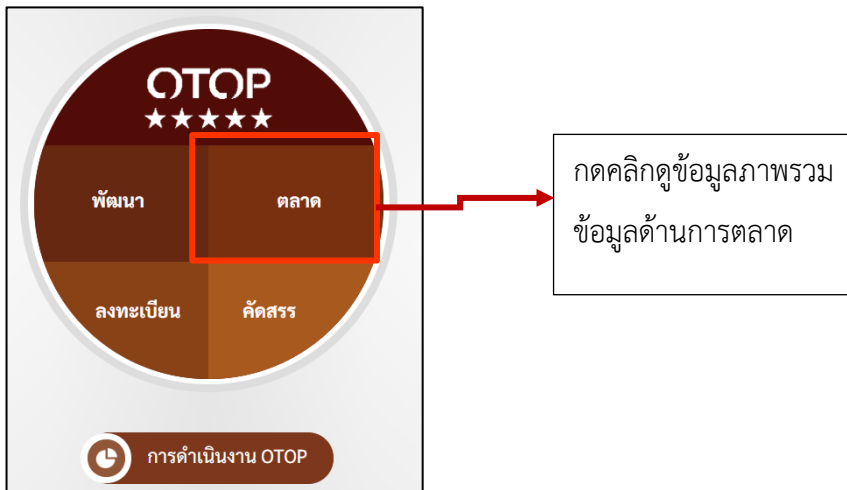 OTOP
พัฒนา
ตลาด
ลงทะเบียน
คัดสรร
การดำเนินงาน OTOP
กดคลิกดูข้อมูลภาพรวม
ข้อมูลด้านการตลาด